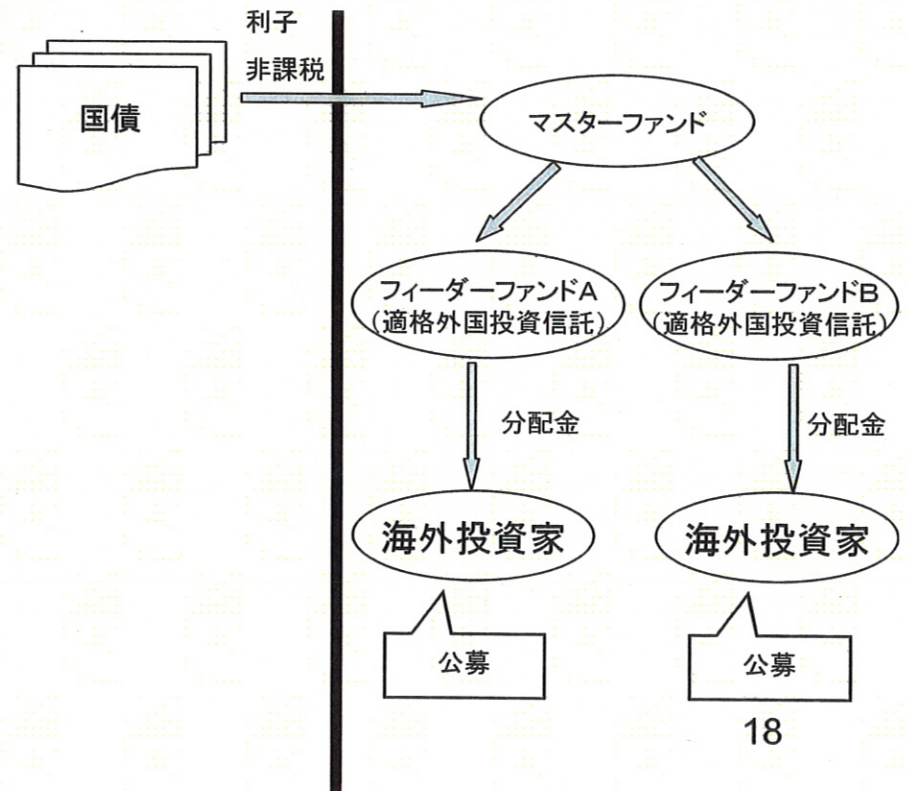 利子
非課税
国債
マスターファンド
フィーダーファンドA
(適格外国投資信託)
フィーダーファンドB
(適格外国投資信託)
分配金
分配金
海外投資家
海外投資家
公募
公募
18